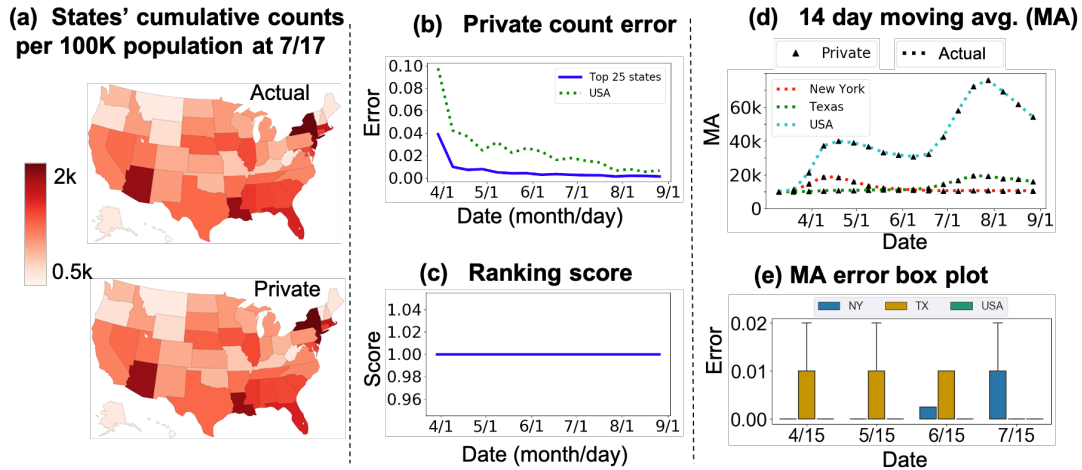 (a) States' cumulative counts
per 100K population at 7/17
Actual
2k
0.5k
Private
(b) Private count error
Error
0.10
0.08
0.06
0.04
0.02
0.00
Top 25 states
USA
4/1 5/1 6/1 7/1 8/1 9/1
Date (month/day)
(c) Ranking score
Score
1.04
1.02
1.00
0.98
0.96
4/1 5/1 6/1 7/1 8/1 9/1
Date (month/day)
(d) 14 day moving avg. (MA)
Private Actual
New York
Texas
USA
MA
60k
40k
20k
0
4/1 5/1 6/1 7/1 8/1 9/1
Date
(e) MA error box plot
NY TX USA
Error
0.02
0.01
0.00
4/15 5/15 6/15 7/15
Date